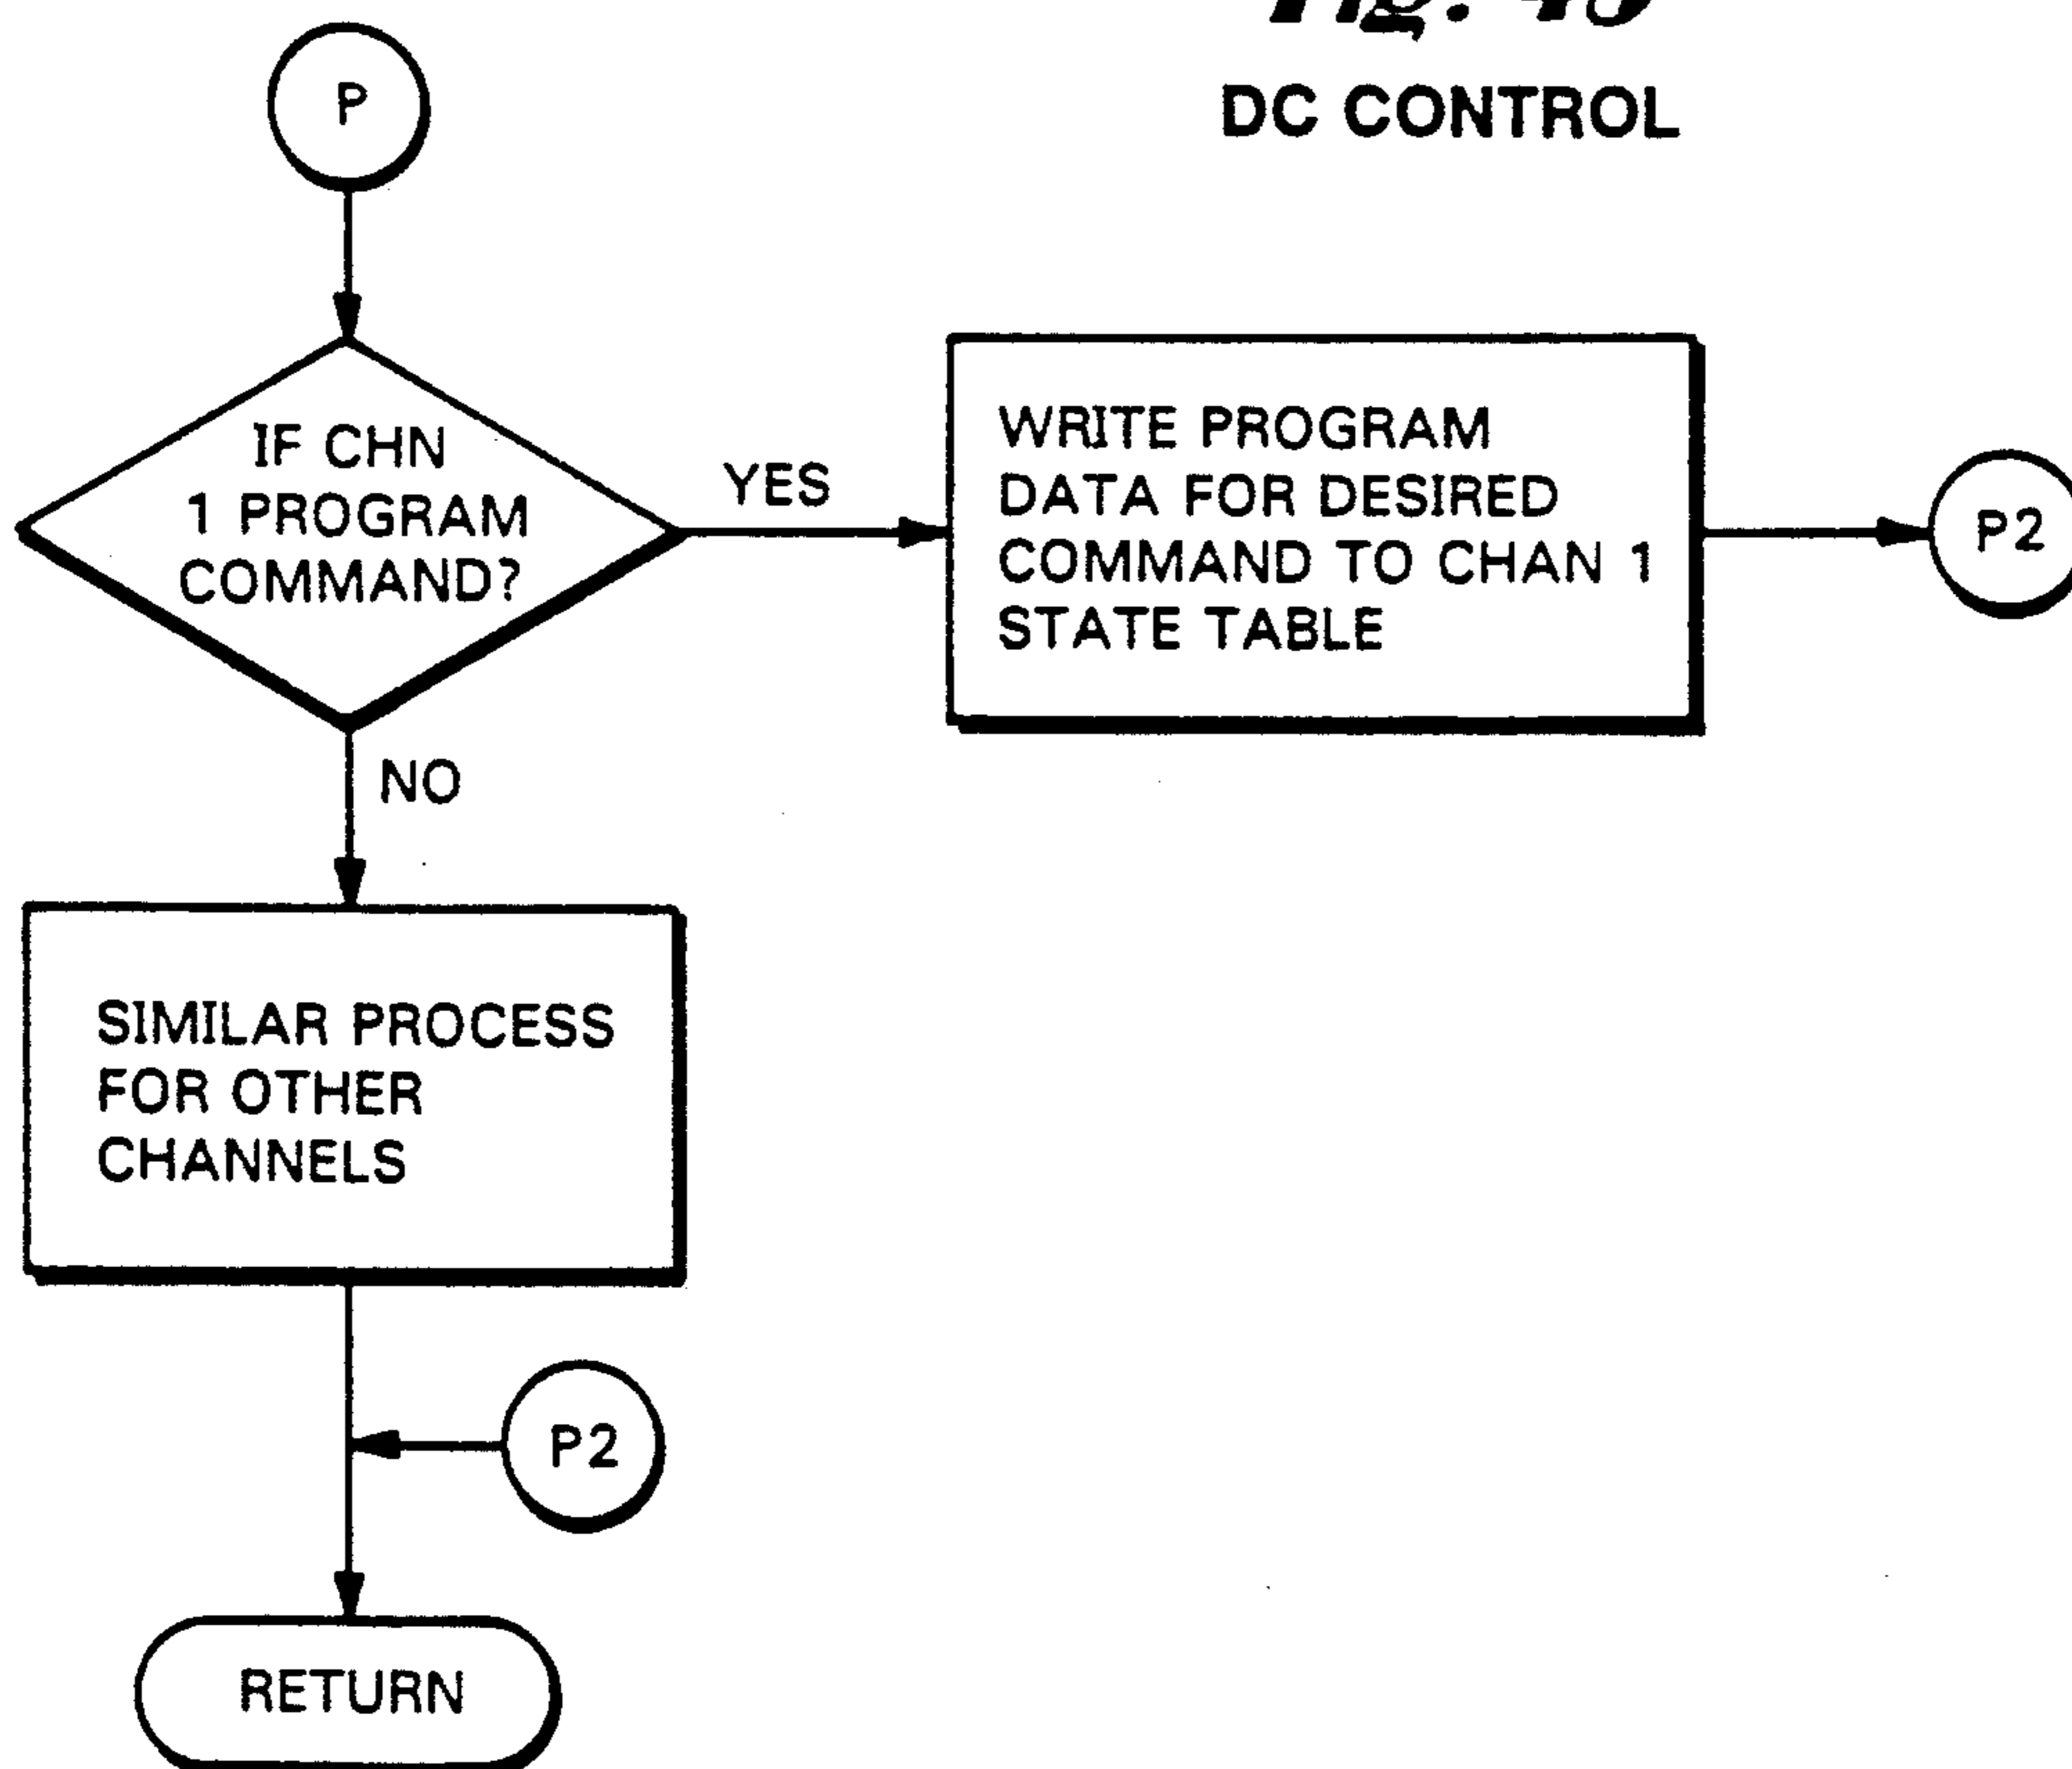 DC CONTROL
P
IF CHN
1 PROGRAM
COMMAND?
YES
WRITE PROGRAM
DATA FOR DESIRED
COMMAND TO CHAN 1
STATE TABLE
P2
NO
SIMILAR PROCESS
FOR OTHER
CHANNELS
P2
RETURN